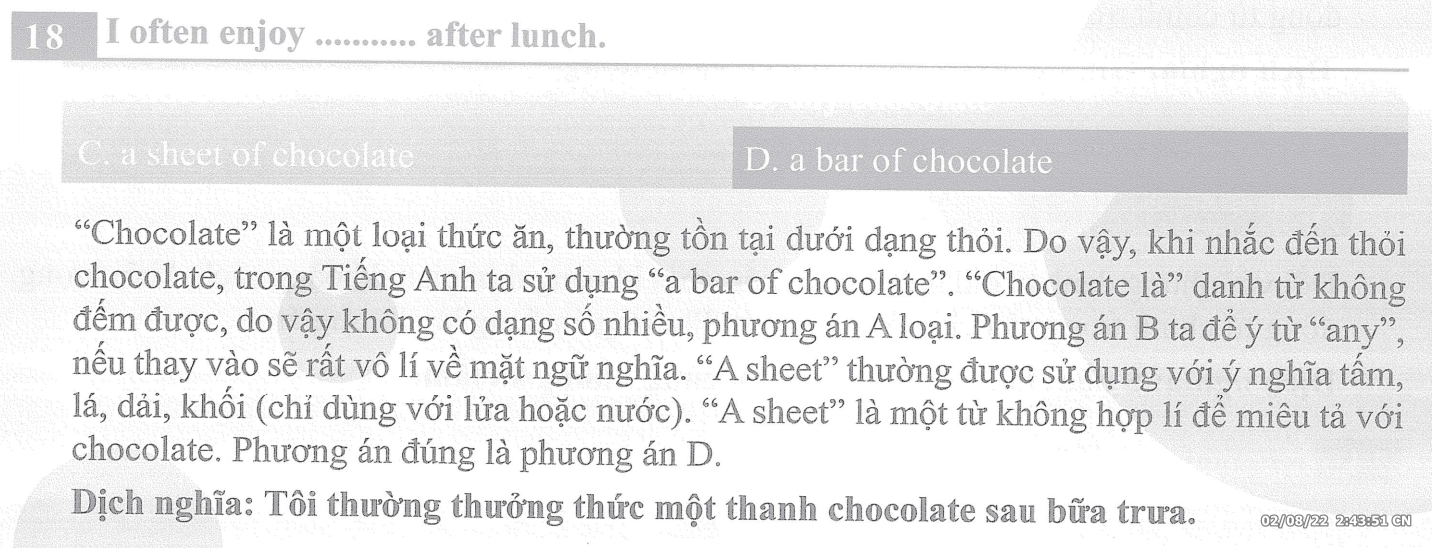 18 I often enjoy ........... after lunch.
C. a sheet of chocolate
D. a bar of chocolate
“Chocolate” là một loại thức ăn, thường tồn tại dưới dạng thỏi. Do vậy, khi nhắc đến thỏi
chocolate, trong Tiếng Anh ta sử dụng “a bar of chocolate”. “Chocolate là” danh từ không
đếm được, do vậy không có dạng số nhiều, phương án A loại. Phương án B ta để ý từ “any”,
nếu thay vào sẽ rất vô lí về mặt ngữ nghĩa. “A sheet” thường được sử dụng với ý nghĩa tấm,
lá, dải, khối (chỉ dùng với lửa hoặc nước). “A sheet” là một từ không hợp lí để miêu tả với
chocolate. Phương án đúng là phương án D.
Dịch nghĩa: Tôi thường thưởng thức một thanh chocolate sau bữa trưa.
02/08/22 2:43:51 CN